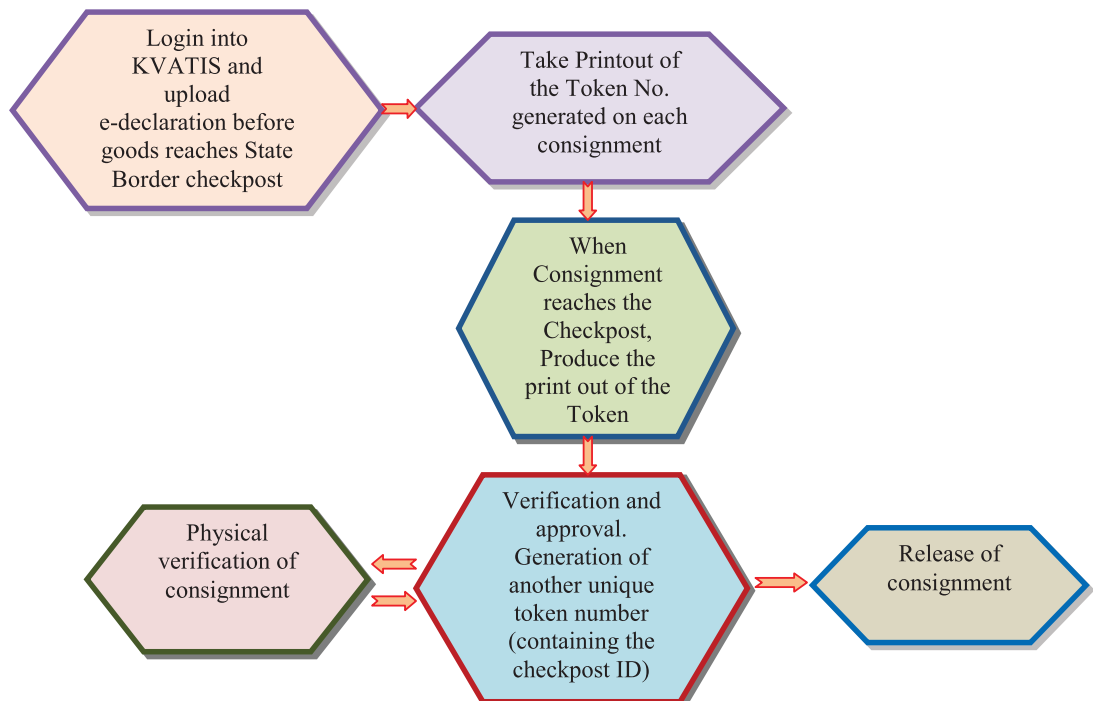 Login into
KVATIS and
upload
e-declaration before
goods reaches State
Border checkpost
Take Printout of
the Token No.
generated on each
consignment
When
Consignment
reaches the
Checkpost,
Produce the
print out of the
Token
Verification and
approval.
Generation of
another unique
token number
(containing the
checkpost ID)
Physical
verification of
consignment
Release of
consignment